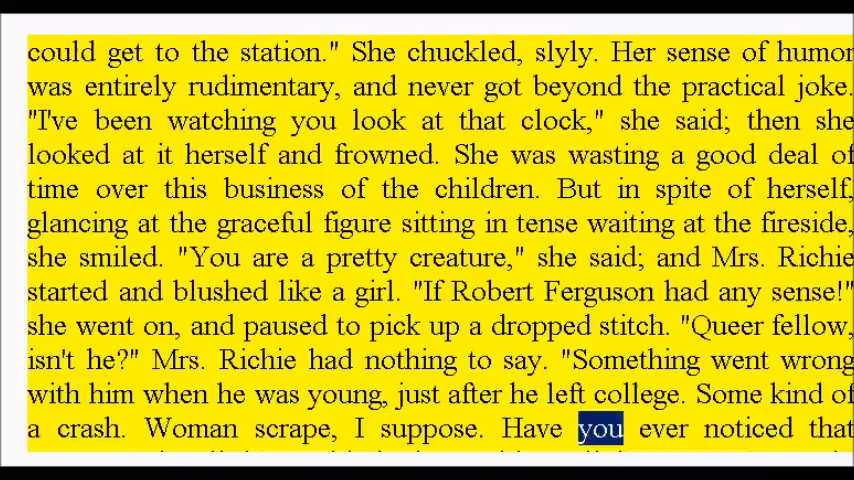 could get to the station." She chuckled, slyly. Her sense of humor
was entirely rudimentary, and never got beyond the practical joke.
"I've been watching you look at that clock," she said; then she
looked at it herself and frowned. She was wasting a good deal of
time over this business of the children. But in spite of herself,
glancing at the graceful figure sitting in tense waiting at the fireside,
she smiled. "You are a pretty creature," she said; and Mrs. Richie
started and blushed like a girl. "If Robert Ferguson had any sense!"
she went on, and paused to pick up a dropped stitch. "Queer fellow,
isn't he?" Mrs. Richie had nothing to say. "Something went wrong
with him when he was young, just after he left college. Some kind of
a crash. Woman scrape, I suppose. Have you ever noticed that